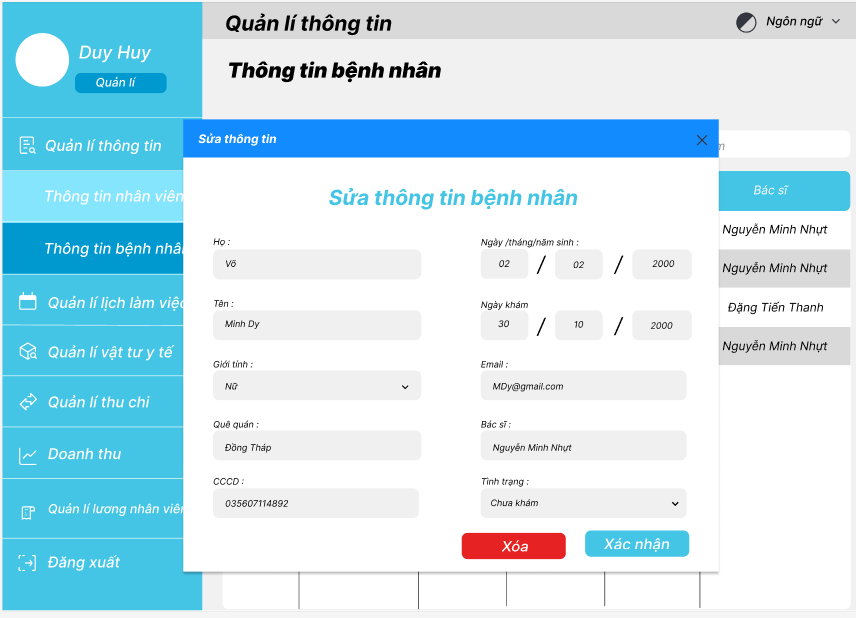 Quản lí thông tin
Ngôn ngữ
Duy Huy
Quản lí
Thông tin bệnh nhân
Quản lí thông tin
Thông tin nhân viên
Thông tin bệnh nhân
Quản lí lịch làm việc
Quản lí vật tư y tế
Quản lí thu chi
Doanh thu
Quản lí lương nhân viên
Đăng xuất
Sửa thông tin
Sửa thông tin bệnh nhân
Họ :
Võ
Tên :
Minh Dy
Giới tính :
Nữ
Quê quán :
Đồng Tháp
CCCD :
035607114892
Ngày /tháng/năm sinh :
02 / 02 / 2000
Ngày khám
30 / 10 / 2000
Email :
MDy@gmail.com
Bác sĩ :
Nguyễn Minh Nhựt
Tình trạng :
Chưa khám
Xóa
Xác nhận
Bác sĩ
Nguyễn Minh Nhựt
Nguyễn Minh Nhựt
Đặng Tiến Thanh
Nguyễn Minh Nhựt